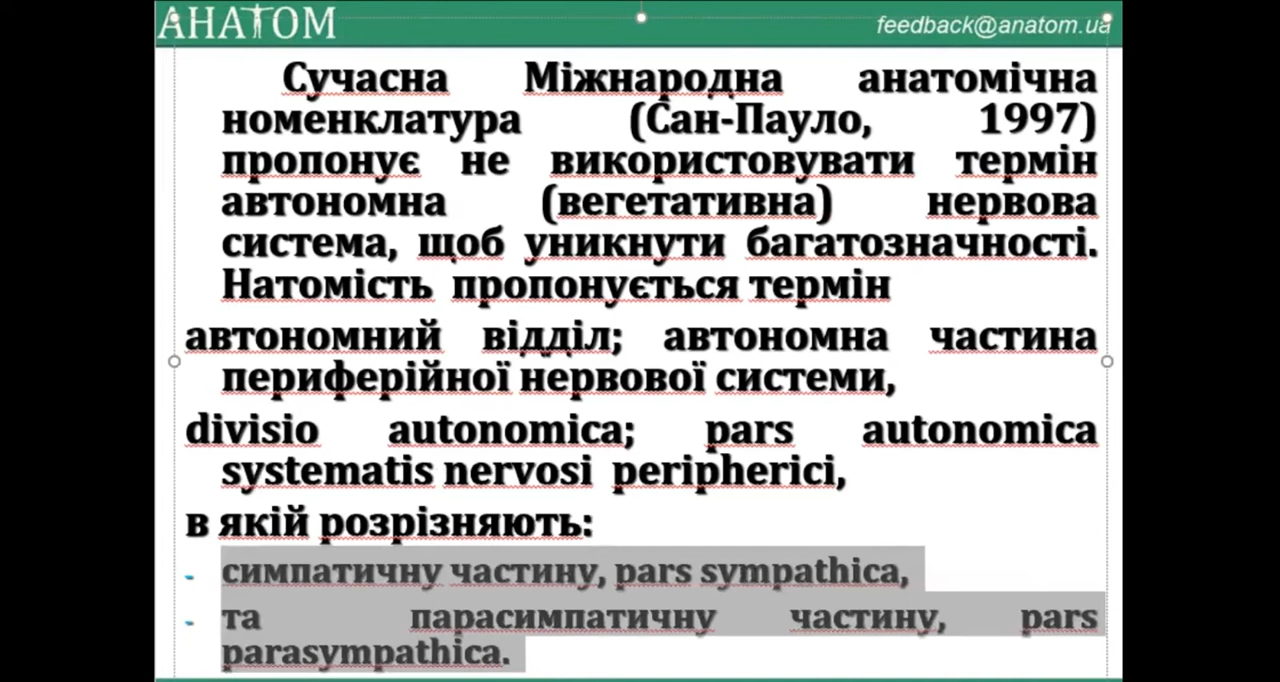 АНАТОМ
feedback@anatom.ua
Сучасна Міжнародна анатомічна
номенклатура (Сан-Пауло, 1997)
пропонує не використовувати термін
автономна (вегетативна) нервова
система, щоб уникнути багатозначності.
Натомість пропонується термін
автономний відділ; автономна частина
периферійної нервової системи,
divisio autonomica; pars autonomica
systematis nervosi peripherici,
в якій розрізняють:
- симпатичну частину, pars sympathica,
- та парасимпатичну частину, pars
parasympathica.